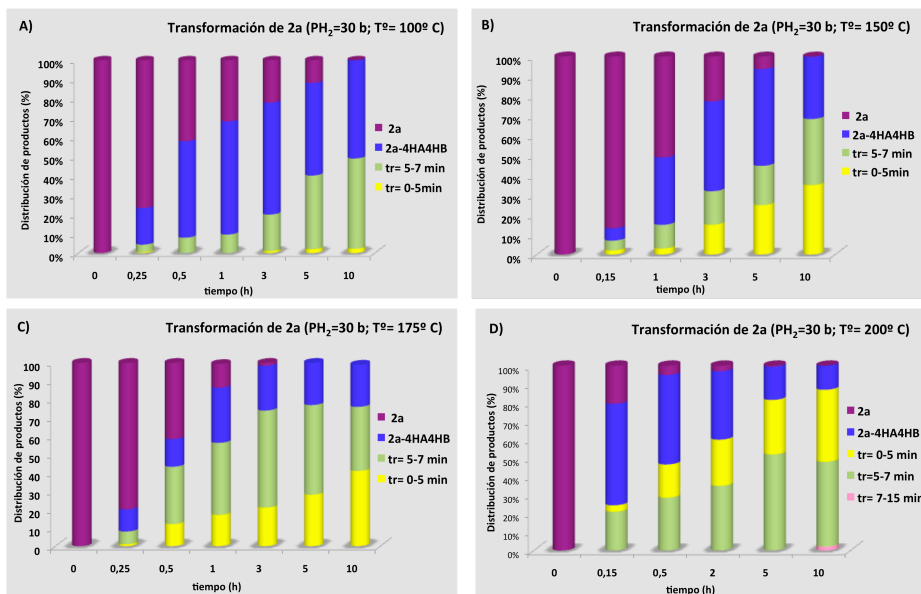 A)
Transformación de 2a (PH2=30 b; Tº= 100º C)
Distribución de productos (%)
100%
90%
80%
70%
60%
50%
40%
30%
20%
10%
0%
0 0,25 0,5 1 3 5 10
tiempo (h)
2a
2a-4HA4HB
tr= 5-7 min
tr= 0-5min
B)
Transformación de 2a (PH2=30 b; Tº= 150º C)
Distribución de productos (%)
100%
90%
80%
70%
60%
50%
40%
30%
20%
10%
0%
0 0,15 1 3 5 10
tiempo (h)
2a
2a-4HA4HB
tr= 5-7 min
tr= 0-5min
C)
Transformación de 2a (PH2=30 b; Tº= 175º C)
Distribución de productos (%)
100
90
80
70
60
50
40
30
20
10
0
0 0,25 0,5 1 3 5 10
tiempo (h)
2a
2a-4HA4HB
tr= 5-7 min
tr= 0-5 min
D)
Transformación de 2a (PH2=30 b; Tº= 200º C)
Distribución de productos (%)
100%
90%
80%
70%
60%
50%
40%
30%
20%
10%
0%
0 0,15 0,5 2 5 10
tiempo (h)
2a
2a-4HA4HB
tr= 0-5 min
tr=5-7 min
tr= 7-15 min